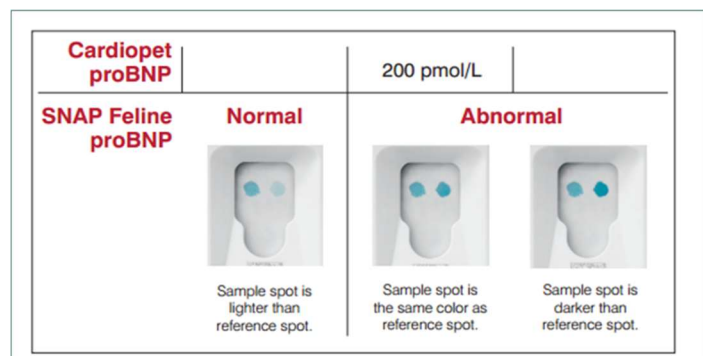 Cardiopet
proBNP
200 pmol/L
SNAP Feline
proBNP
Normal
Abnormal
Sample spot is
lighter than
reference spot.
Sample spot is
the same color as
reference spot.
Sample spot is
darker than
reference spot.